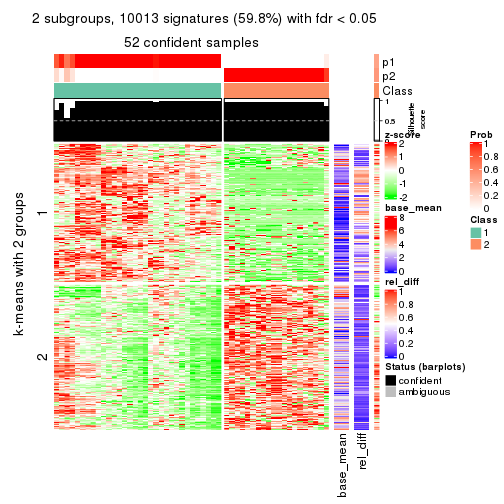 2 subgroups, 10013 signatures (59.8%) with fdr < 0.05
52 confident samples
p1
p2
Class
1
0.5
0
Silhouette
score
k-means with 2 groups
1
2
base_mean
rel_diff
z-score
2
1
0
-1
-2
base_mean
8
6
4
2
0
rel_diff
1
0.8
0.6
0.4
0.2
0
Status (barplots)
confident
ambiguous
Prob
1
0.8
0.6
0.4
0.2
0
Class
1
2